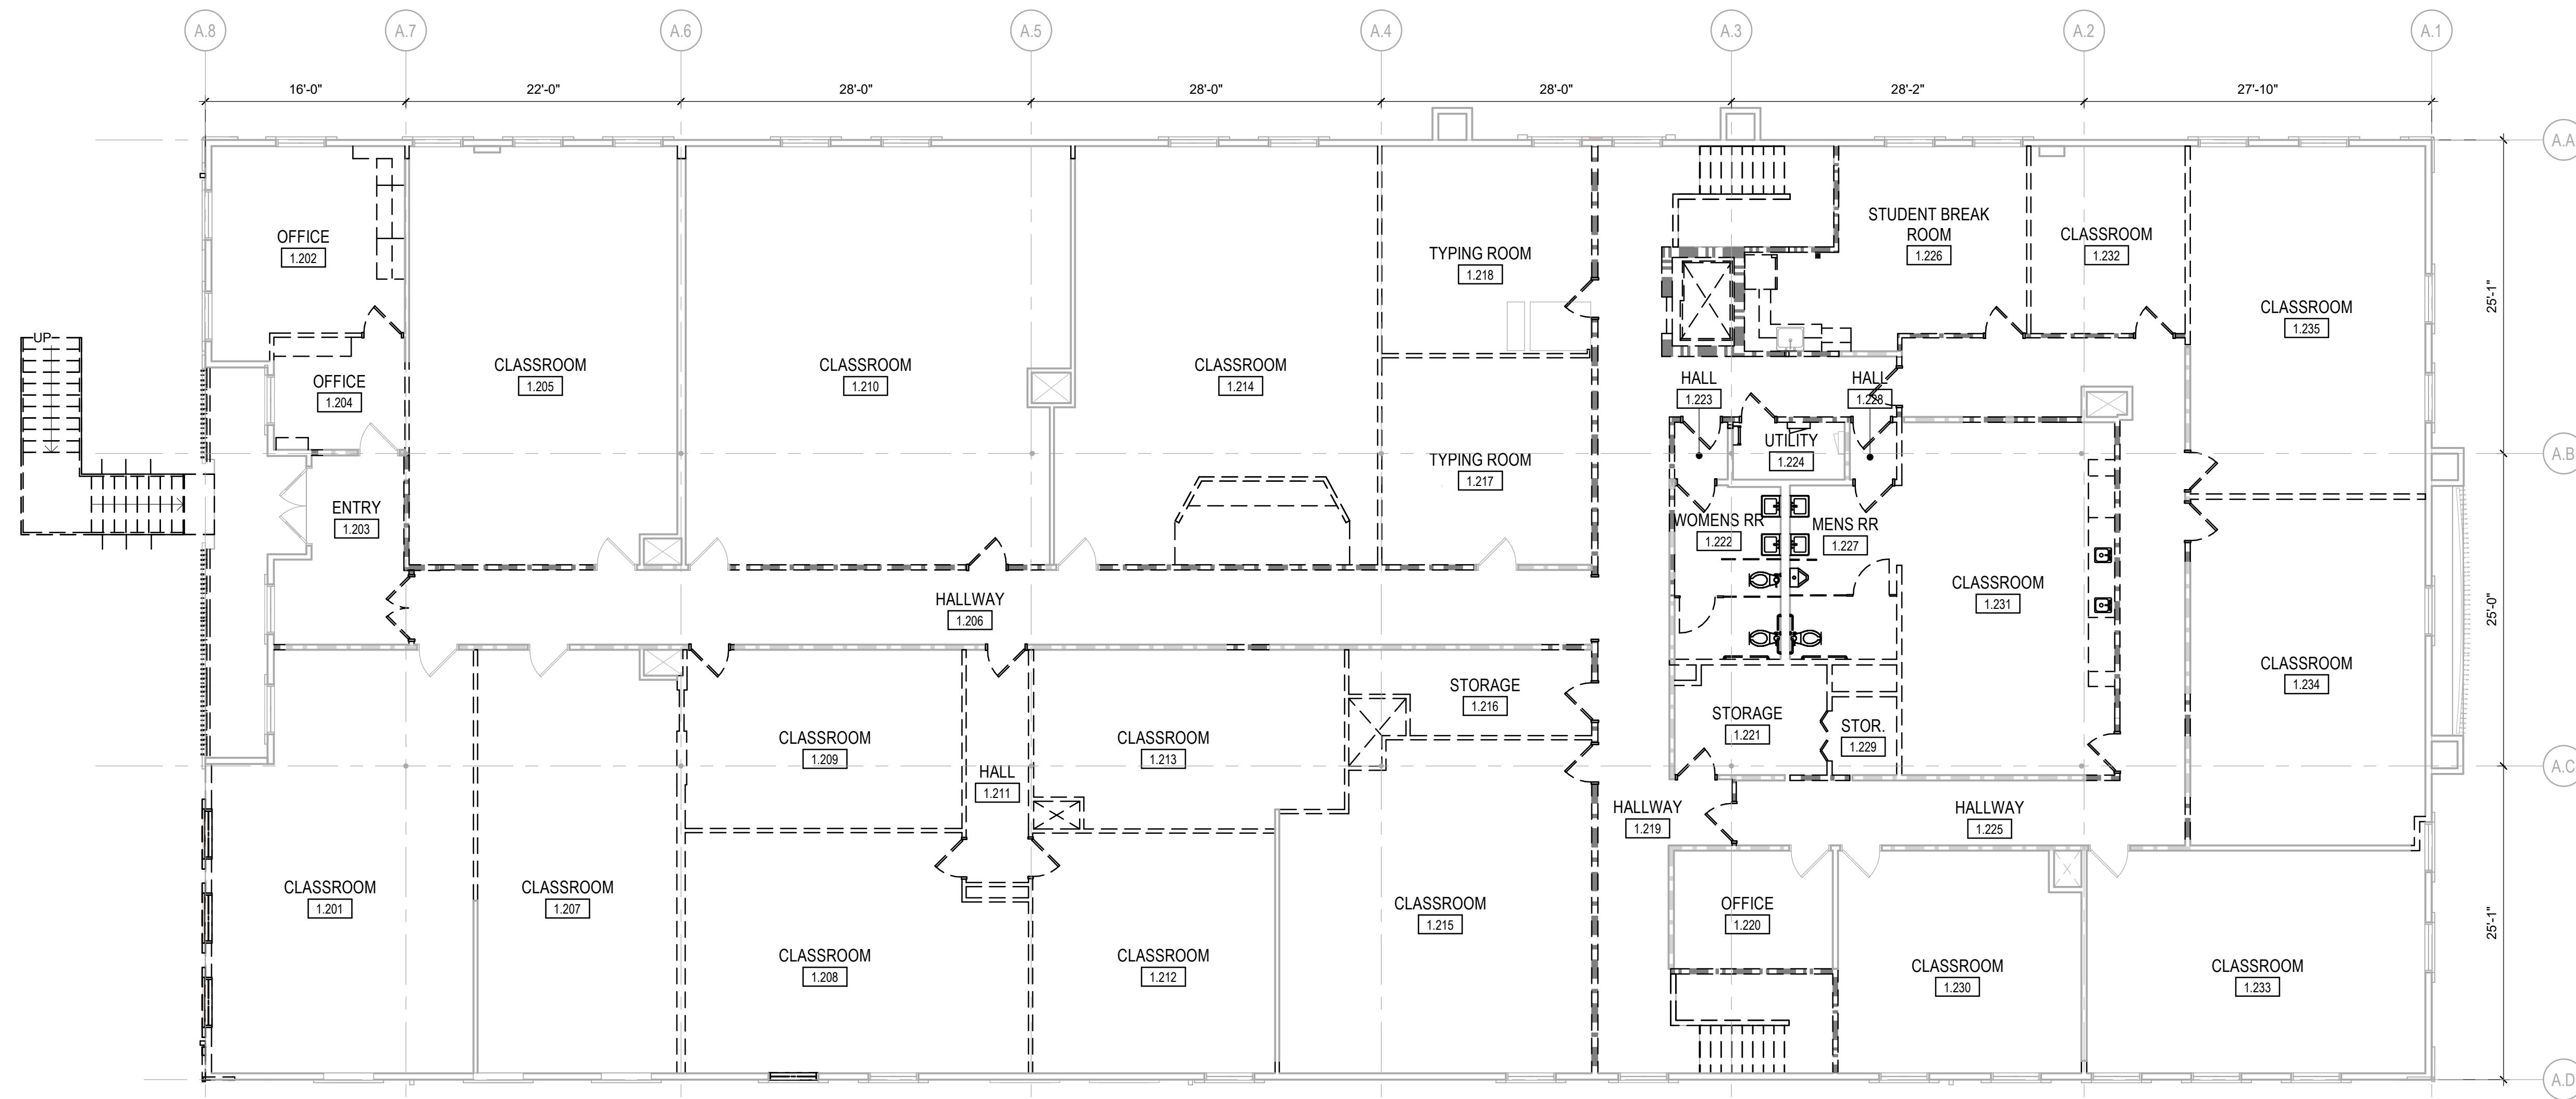 A.8 A.7 A.6 A.5 A.4 A.3 A.2 A.1
16'-0" 22'-0" 28'-0" 28'-0" 28'-0" 28'-2" 27'-10"
A.A
25'-1"
A.B
25'-0"
A.C
25'-1"
A.D
UP
OFFICE
1.202
OFFICE
1.204
ENTRY
1.203
CLASSROOM
1.205
CLASSROOM
1.210
CLASSROOM
1.214
TYPING ROOM
1.218
TYPING ROOM
1.217
STUDENT BREAK
ROOM
1.226
CLASSROOM
1.232
CLASSROOM
1.235
HALL
1.223
HALL
1.228
UTILITY
1.224
WOMENS RR
1.222
MENS RR
1.227
CLASSROOM
1.231
CLASSROOM
1.234
HALLWAY
1.206
CLASSROOM
1.209
HALL
1.211
CLASSROOM
1.213
STORAGE
1.216
STORAGE
1.221
STOR.
1.229
HALLWAY
1.219
HALLWAY
1.225
CLASSROOM
1.201
CLASSROOM
1.207
CLASSROOM
1.208
CLASSROOM
1.212
CLASSROOM
1.215
OFFICE
1.220
CLASSROOM
1.230
CLASSROOM
1.233